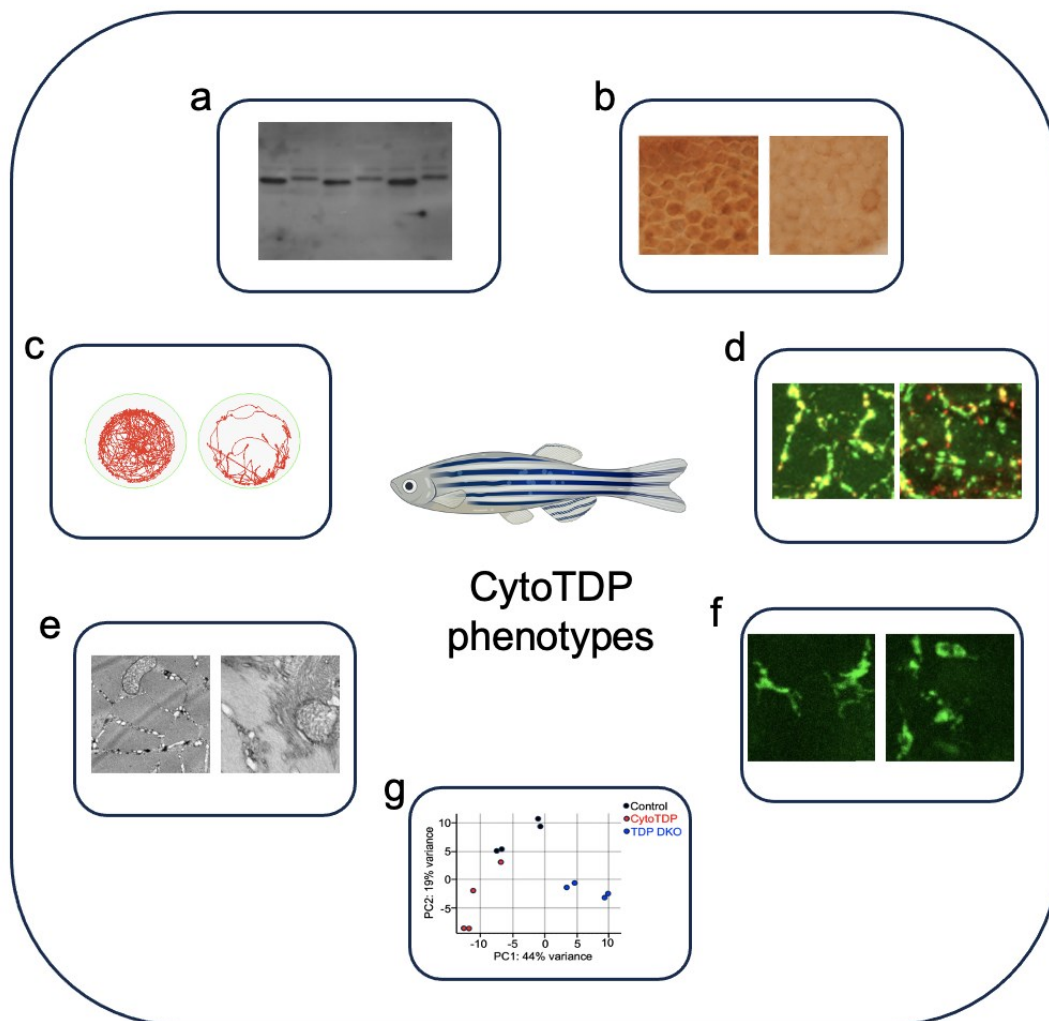 a
b
c
d
CytoTDP
phenotypes
e
f
g
Control
CytoTDP
TDP DKO
10
5
0
-5
PC2: 19% variance
-10
-5
0
5
10
PC1: 44% variance